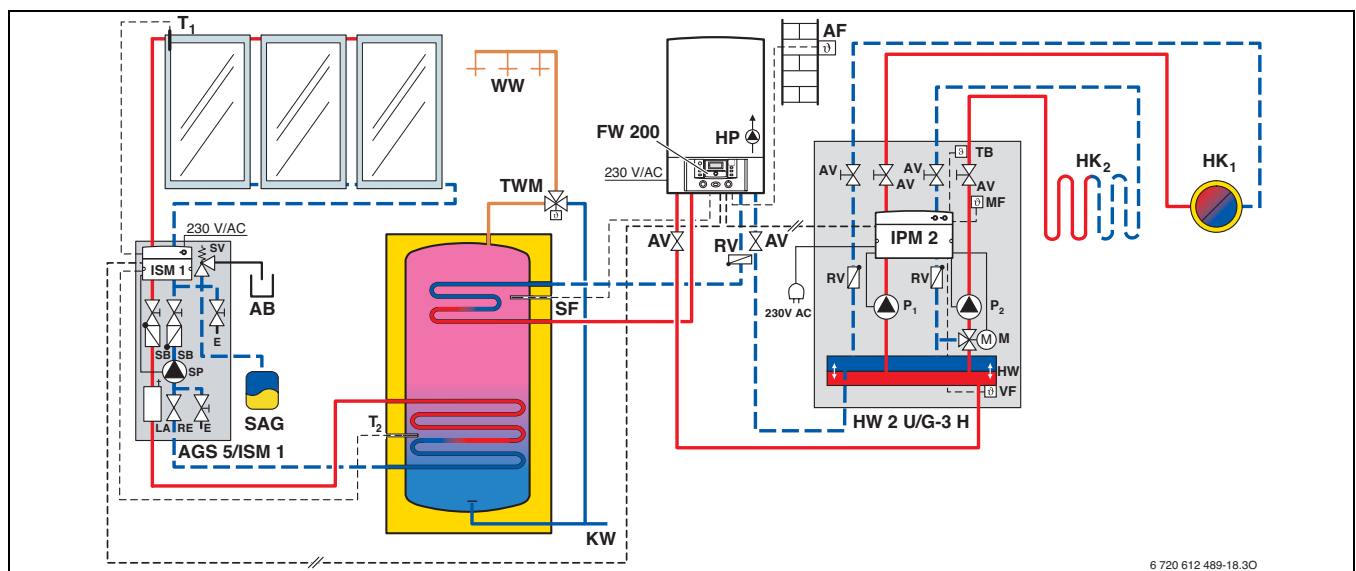 T1
WW
AF
FW 200
HP
230 V/AC
TWM
TB
HK2
HK1
AV
AV
AV
AV
MF
230 V/AC
SV
ISM 1
AB
AV
RV
AV
IPM 2
SF
RV
RV
230V AC
P1
P2
M
M
E
SB
SB
SP
SAG
HW
VF
LA
RE
E
T2
AGS 5/ISM 1
HW 2 U/G-3 H
KW
6 720 612 489-18.3O